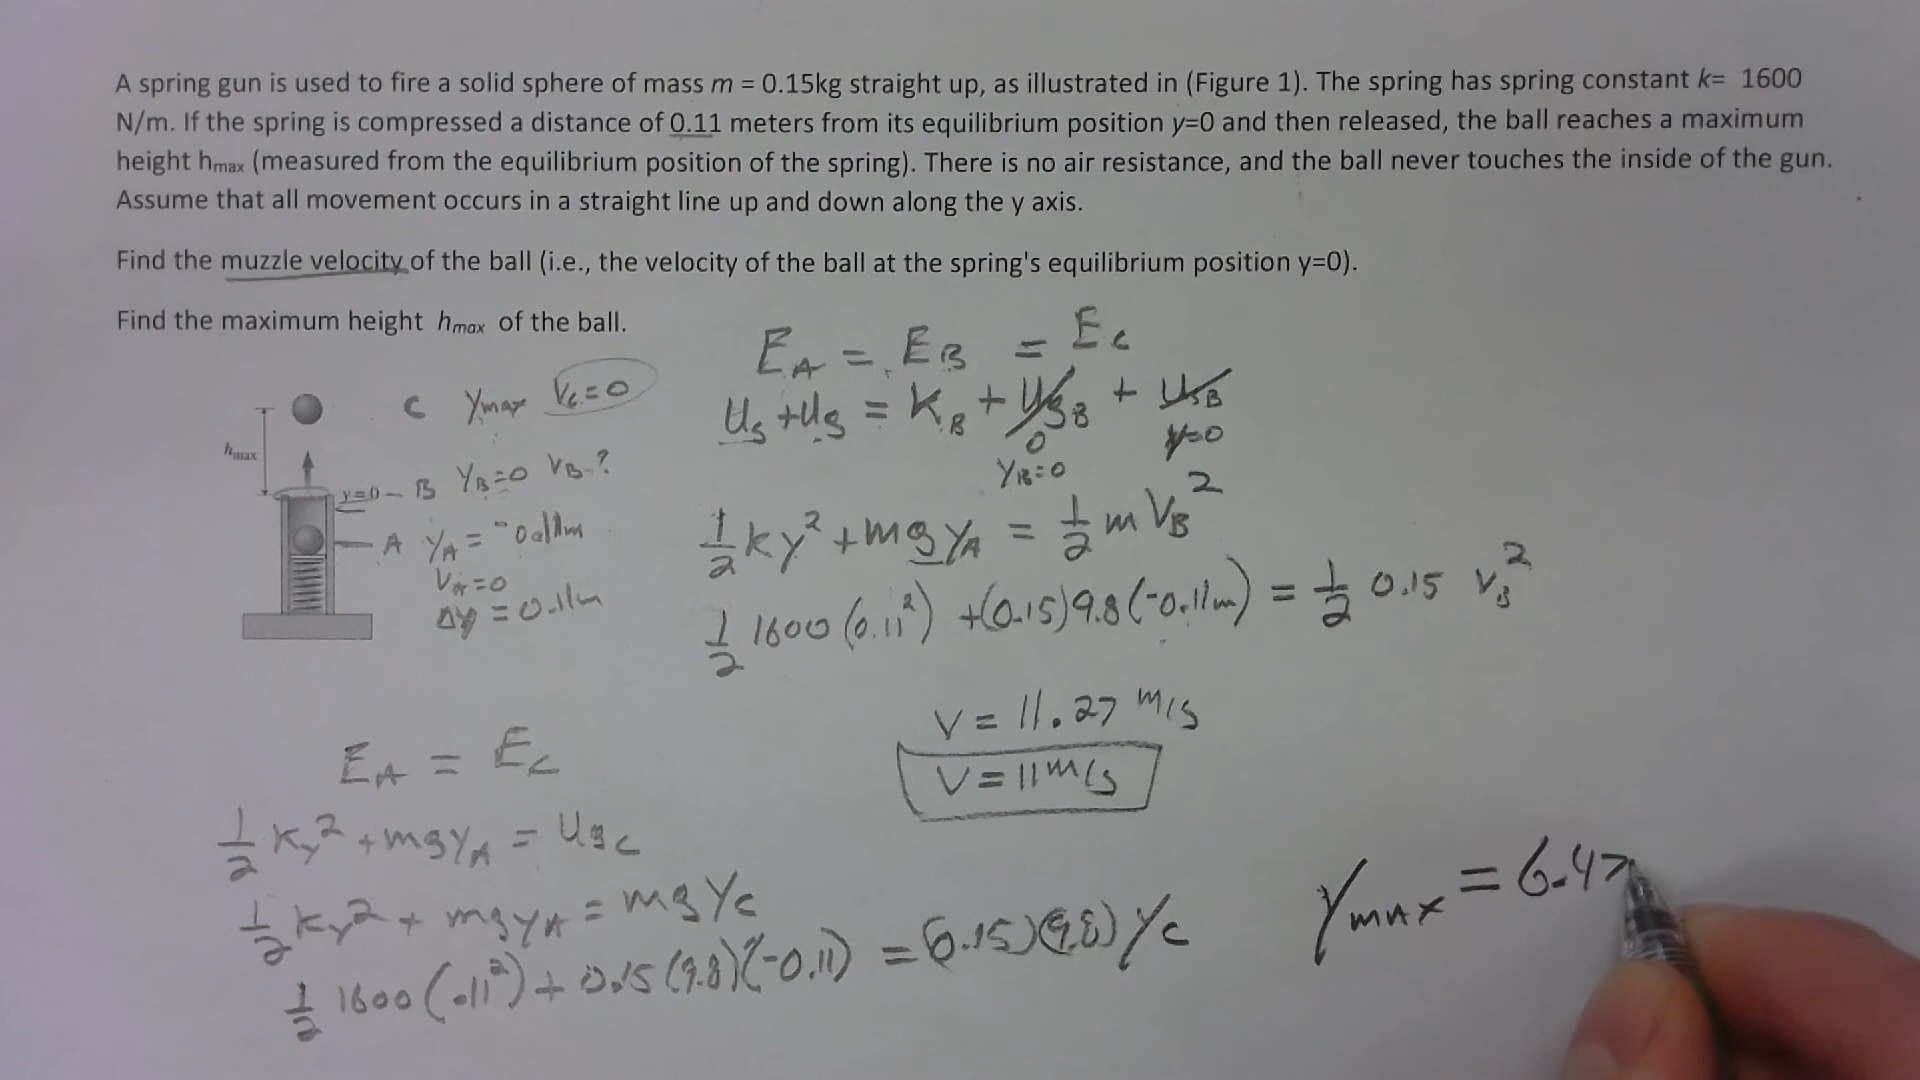 A spring gun is used to fire a solid sphere of mass m = 0.15kg straight up, as illustrated in (Figure 1). The spring has spring constant k= 1600
N/m. If the spring is compressed a distance of 0.11 meters from its equilibrium position y=0 and then released, the ball reaches a maximum
height hmax (measured from the equilibrium position of the spring). There is no air resistance, and the ball never touches the inside of the gun.
Assume that all movement occurs in a straight line up and down along the y axis.
Find the muzzle velocity of the ball (i.e., the velocity of the ball at the spring's equilibrium position y=0).
Find the maximum height hmax of the ball.
EA = EB = EC
Us + Ug = KB + UgB + UsB
0
y=0
YB=0
1/2 ky² + mgyA = 1/2 m VB²
1/2 1600 (0.11²) + (0.15)9.8(-0.11m) = 1/2 0.15 VB²
V = 11.27 m/s
V = 11 m/s
C Ymax Vc=0
hmax
y=0 - B YB=0 VB-?
A YA = -0.11m
VA=0
Δy = 0.11m
EA = EC
1/2 Ky² + mgyA = Ugc
1/2 ky² + mgyA = mgYc
1/2 1600 (.11²) + 0.15(9.8)(-0.11) = (0.15)(9.8) Yc
Ymax = 6.47